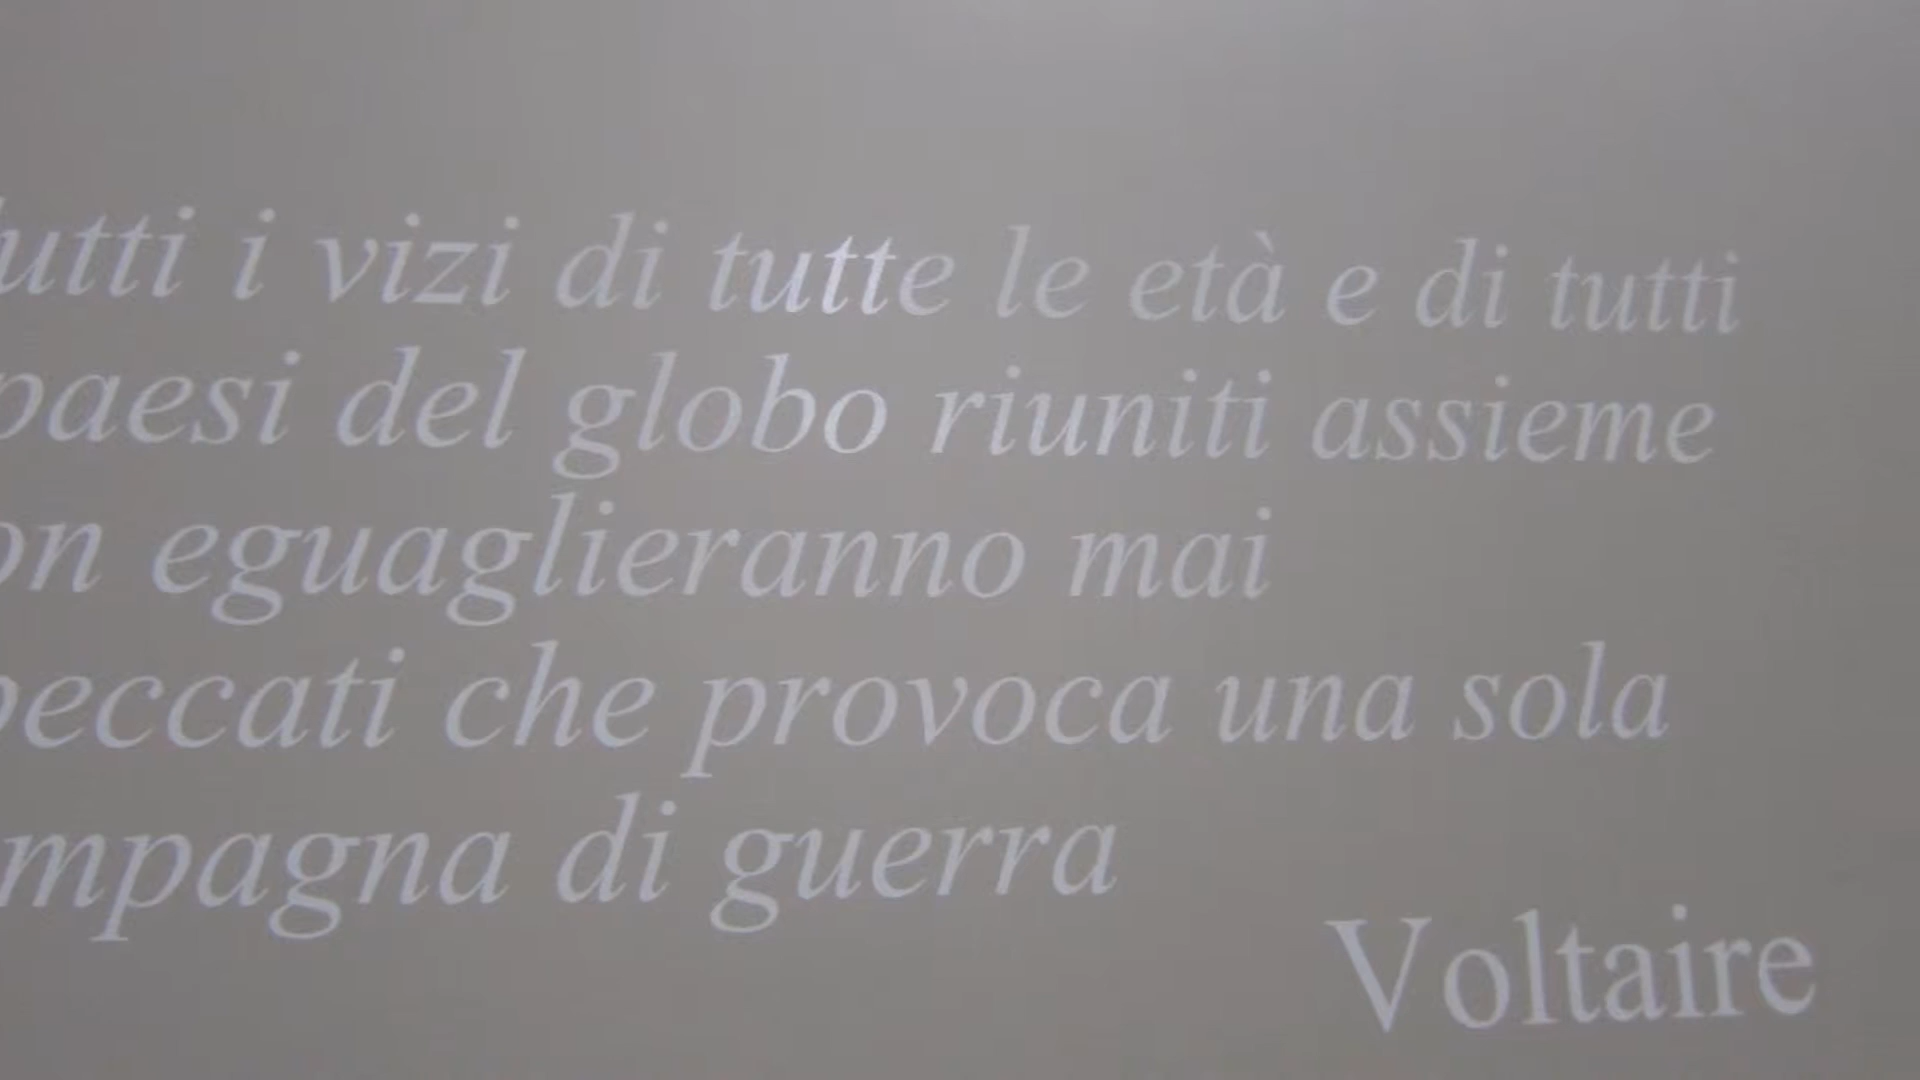 tutti i vizi di tutte le età e di tutti
paesi del globo riuniti assieme
on eguaglieranno mai
peccati che provoca una sola
mpagna di guerra
Voltaire